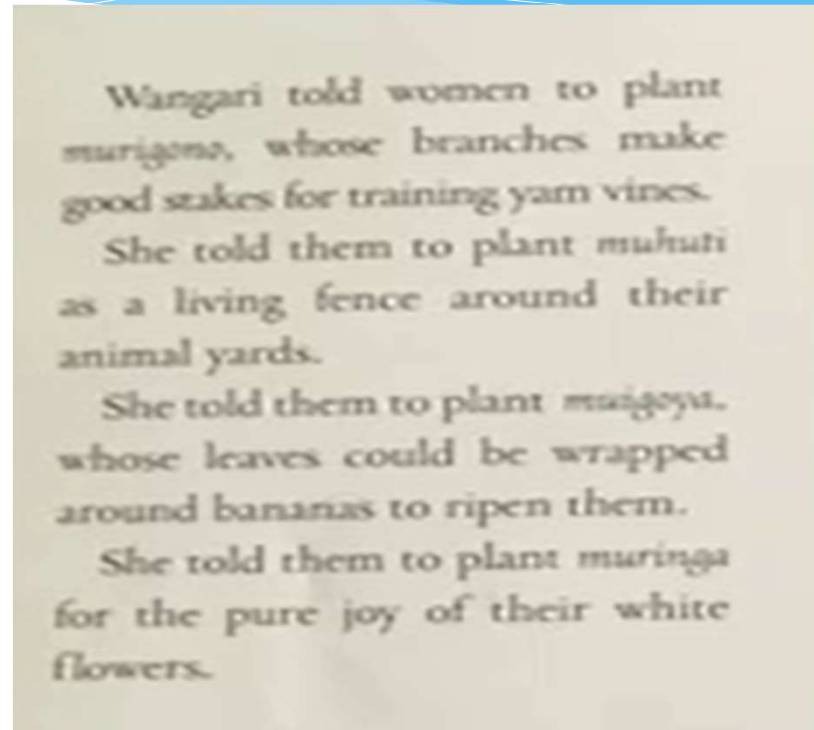 Wangari told women to plant
murigono, whose branches make
good stakes for training yam vines.
She told them to plant muhuti
as a living fence around their
animal yards.
She told them to plant muigoya,
whose leaves could be wrapped
around bananas to ripen them.
She told them to plant muringa
for the pure joy of their white
flowers.